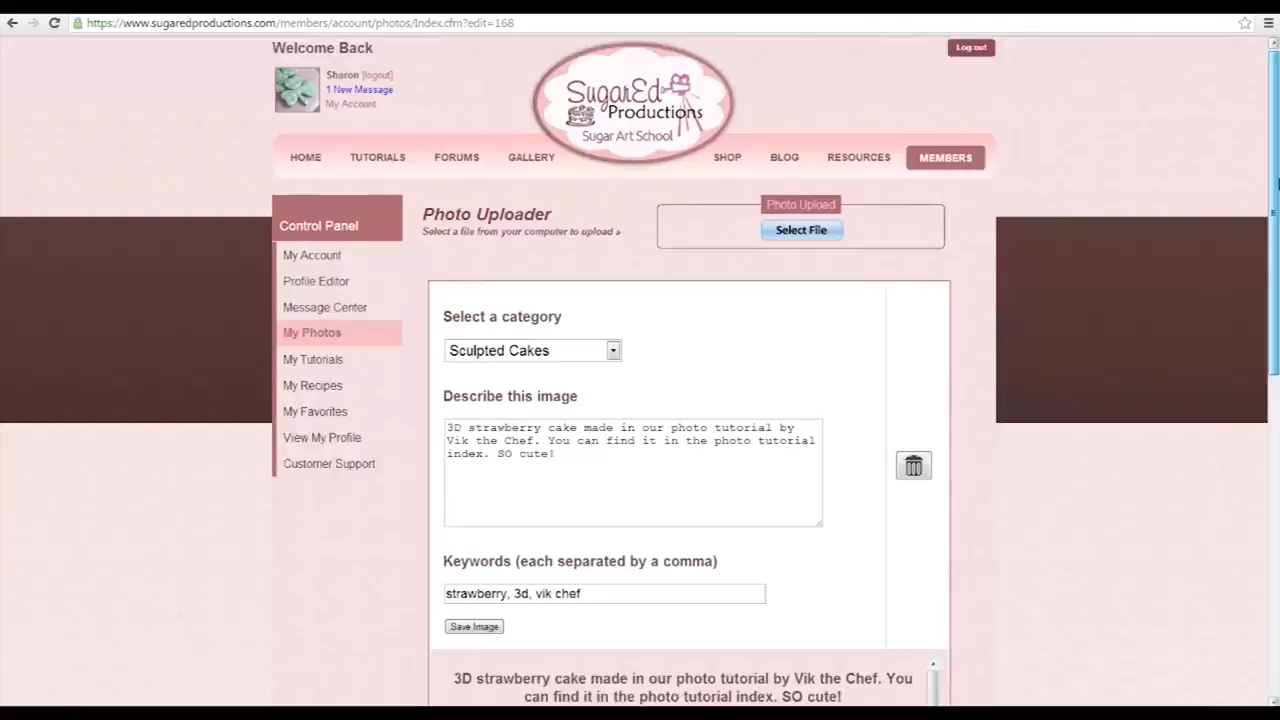 https://www.sugaredproductions.com/members/account/photos/Index.cfm?edit=168
Welcome Back
Log out
Sharon [logout]
1 New Message
My Account
SugarEd
Productions
Sugar Art School
HOME TUTORIALS FORUMS GALLERY SHOP BLOG RESOURCES MEMBERS
Control Panel
My Account
Profile Editor
Message Center
My Photos
My Tutorials
My Recipes
My Favorites
View My Profile
Customer Support
Photo Uploader
Select a file from your computer to upload »
Photo Upload
Select File
Select a category
Sculpted Cakes
Describe this image
3D strawberry cake made in our photo tutorial by
Vik the Chef. You can find it in the photo tutorial
index. SO cute!
Keywords (each separated by a comma)
strawberry, 3d, vik chef
Save Image
3D strawberry cake made in our photo tutorial by Vik the Chef. You
can find it in the photo tutorial index. SO cute!